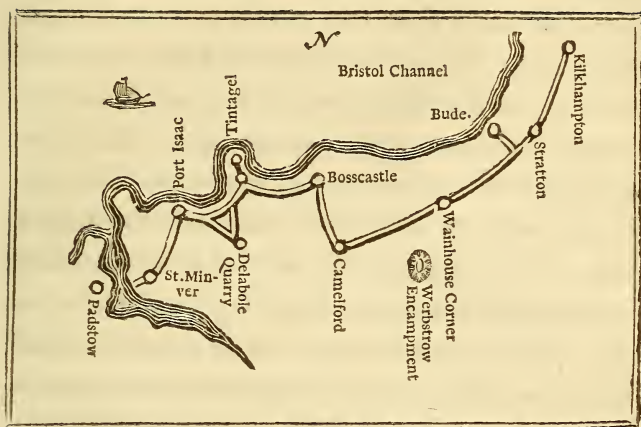 N
Bristol Channel
Kilkhampton
Bude.
Stratton
Tintagel
Port Isaac
Bosscastle
Wainhouse Corner
Camelford
Werbstrow
Encampment
Delabole
Quarry
St. Min-
ver
Padstow